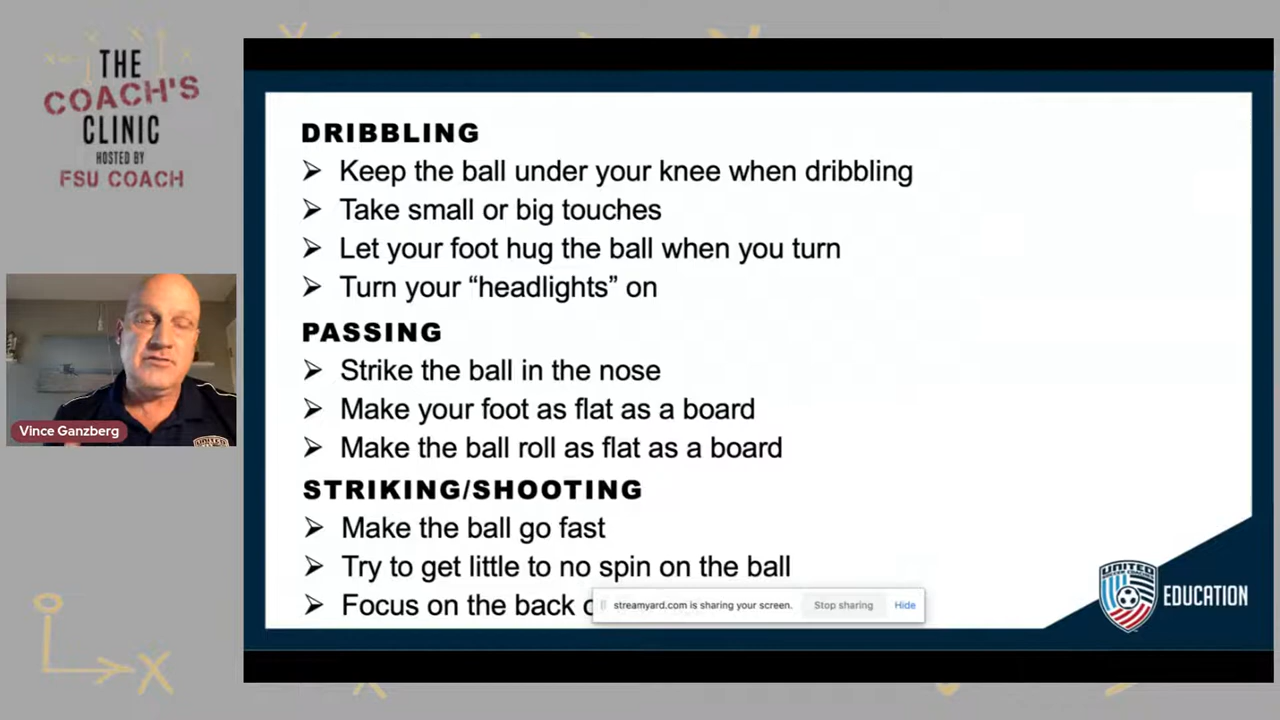 THE
COACH'S
CLINIC
HOSTED BY
FSU COACH
DRIBBLING
➢ Keep the ball under your knee when dribbling
➢ Take small or big touches
➢ Let your foot hug the ball when you turn
➢ Turn your “headlights” on
PASSING
➢ Strike the ball in the nose
➢ Make your foot as flat as a board
➢ Make the ball roll as flat as a board
STRIKING/SHOOTING
➢ Make the ball go fast
➢ Try to get little to no spin on the ball
➢ Focus on the back
streamyard.com is sharing your screen. Stop sharing Hide
Vince Ganzberg
UNITED
EDUCATION